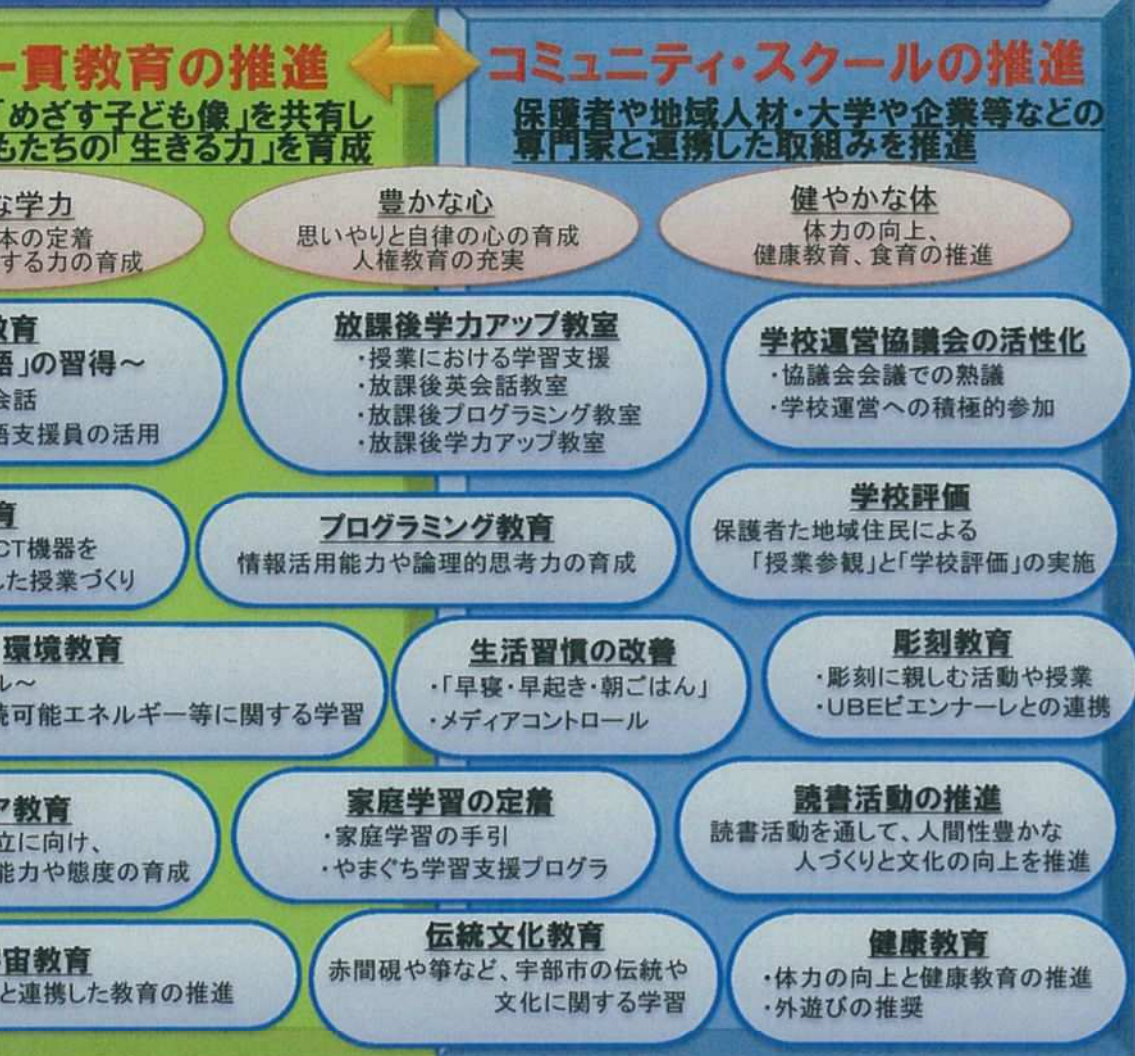 一貫教育の推進
コミュニティ・スクールの推進
「めざす子ども像」を共有し
もたちの「生きる力」を育成
保護者や地域人材・大学や企業等などの
専門家と連携した取組みを推進
な学力
本の定着
する力の育成
豊かな心
思いやりと自律の心の育成
人権教育の充実
健やかな体
体力の向上、
健康教育、食育の推進
教育
語」の習得～
会話
語支援員の活用
放課後学力アップ教室
・授業における学習支援
・放課後英会話教室
・放課後プログラミング教室
・放課後学力アップ教室
学校運営協議会の活性化
・協議会会議での熟議
・学校運営への積極的参加
育
CT機器を
した授業づくり
プログラミング教育
情報活用能力や論理的思考力の育成
学校評価
保護者た地域住民による
「授業参観」と「学校評価」の実施
環境教育
ル～
続可能エネルギー等に関する学習
生活習慣の改善
・「早寝・早起き・朝ごはん」
・メディアコントロール
彫刻教育
・彫刻に親しむ活動や授業
・UBEビエンナーレとの連携
ア教育
立に向け、
能力や態度の育成
家庭学習の定着
・家庭学習の手引
・やまぐち学習支援プログラ
読書活動の推進
読書活動を通して、人間性豊かな
人づくりと文化の向上を推進
宙教育
と連携した教育の推進
伝統文化教育
赤間硯や箏など、宇部市の伝統や
文化に関する学習
健康教育
・体力の向上と健康教育の推進
・外遊びの推奨